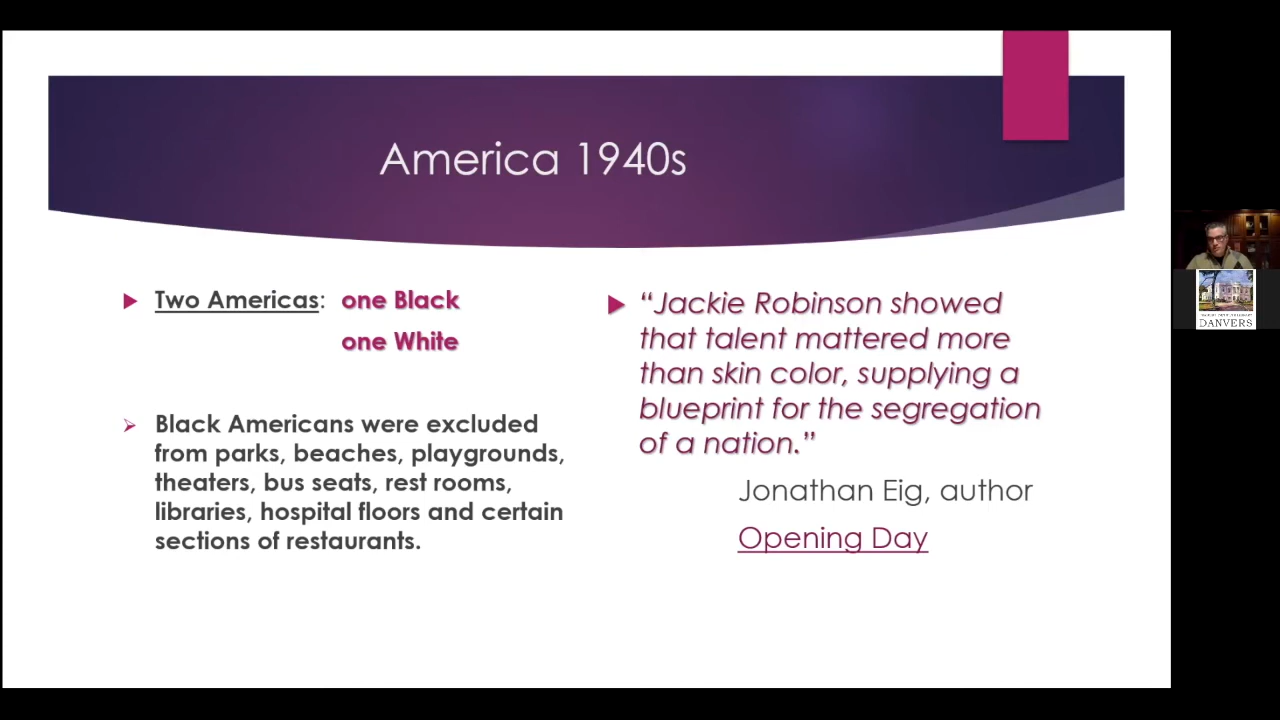 America 1940s
Two Americas: one Black
one White
Black Americans were excluded
from parks, beaches, playgrounds,
theaters, bus seats, rest rooms,
libraries, hospital floors and certain
sections of restaurants.
“Jackie Robinson showed
that talent mattered more
than skin color, supplying a
blueprint for the segregation
of a nation.”
Jonathan Eig, author
Opening Day
DANVERS